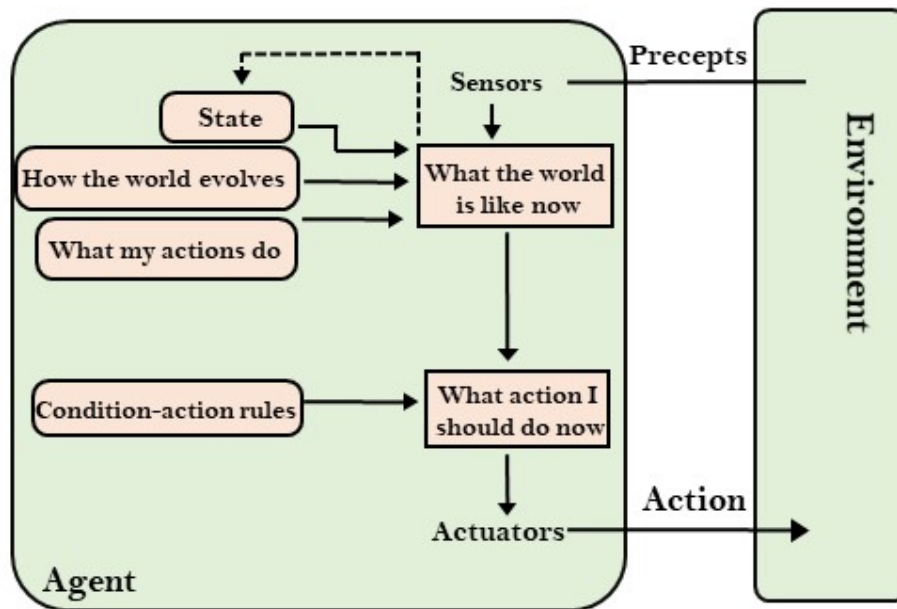 Precepts
Sensors
State
How the world evolves
What the world
is like now
What my actions do
Environment
Condition-action rules
What action I
should do now
Action
Actuators
Agent